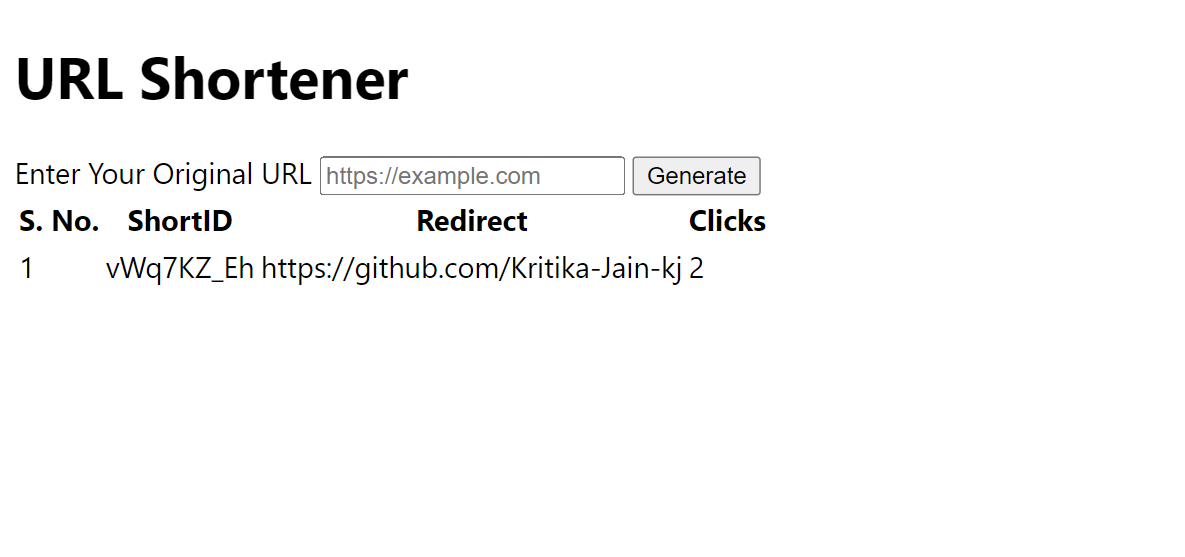 URL Shortener
Enter Your Original URL https://example.com Generate
S. No. ShortID Redirect Clicks
1 vWq7KZ_Eh https://github.com/Kritika-Jain-kj 2